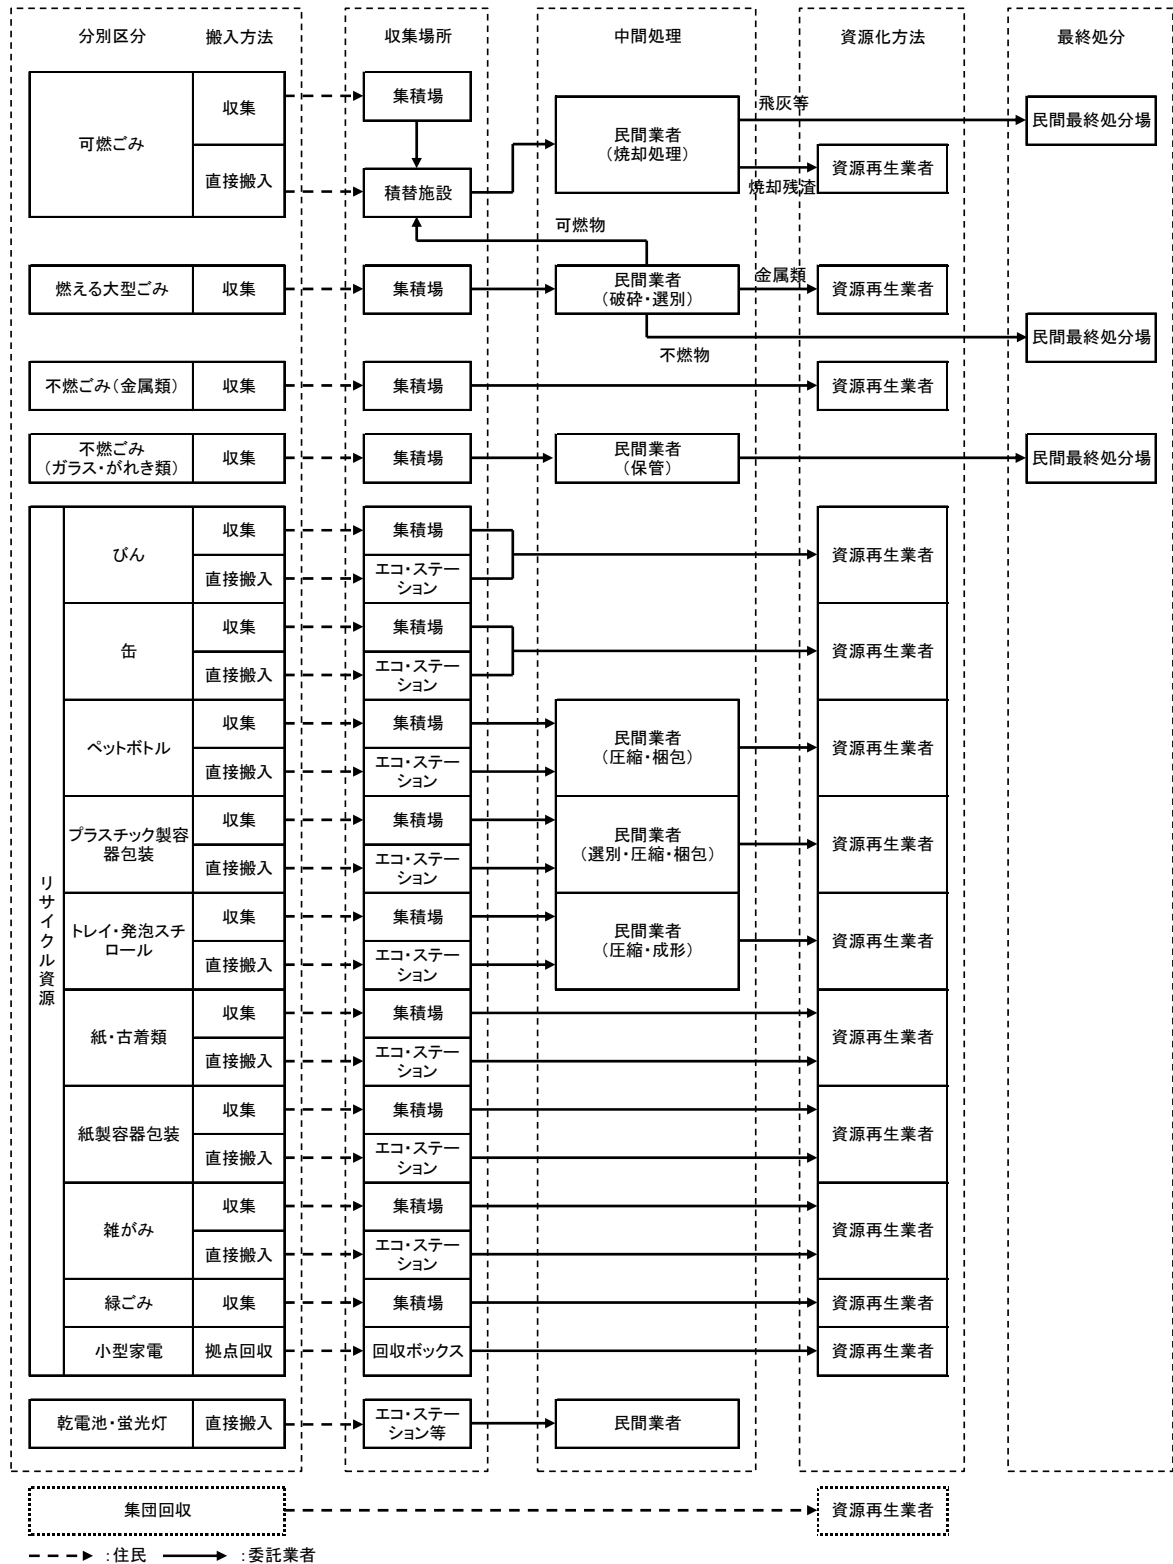 分別区分 搬入方法 収集場所 中間処理 資源化方法 最終処分
可燃ごみ
収集
集積場
民間業者
(焼却処理)
飛灰等
民間最終処分場
直接搬入
積替施設
焼却残渣
資源再生業者
可燃物
燃える大型ごみ
収集
集積場
民間業者
(破砕・選別)
金属類
資源再生業者
不燃物
民間最終処分場
不燃ごみ(金属類)
収集
集積場
資源再生業者
不燃ごみ
(ガラス・がれき類)
収集
集積場
民間業者
(保管)
民間最終処分場
リサイクル資源
びん
収集
集積場
直接搬入
エコ・ステー
ション
資源再生業者
缶
収集
集積場
直接搬入
エコ・ステー
ション
資源再生業者
ペットボトル
収集
集積場
直接搬入
エコ・ステー
ション
民間業者
(圧縮・梱包)
資源再生業者
プラスチック製容
器包装
収集
集積場
直接搬入
エコ・ステー
ション
民間業者
(選別・圧縮・梱包)
資源再生業者
トレイ・発泡スチ
ロール
収集
集積場
直接搬入
エコ・ステー
ション
民間業者
(圧縮・成形)
資源再生業者
紙・古着類
収集
集積場
直接搬入
エコ・ステー
ション
資源再生業者
紙製容器包装
収集
集積場
直接搬入
エコ・ステー
ション
資源再生業者
雑がみ
収集
集積場
直接搬入
エコ・ステー
ション
資源再生業者
緑ごみ
収集
集積場
資源再生業者
小型家電
拠点回収
回収ボックス
資源再生業者
乾電池・蛍光灯
直接搬入
エコ・ステー
ション等
民間業者
集団回収
資源再生業者
:住民 :委託業者